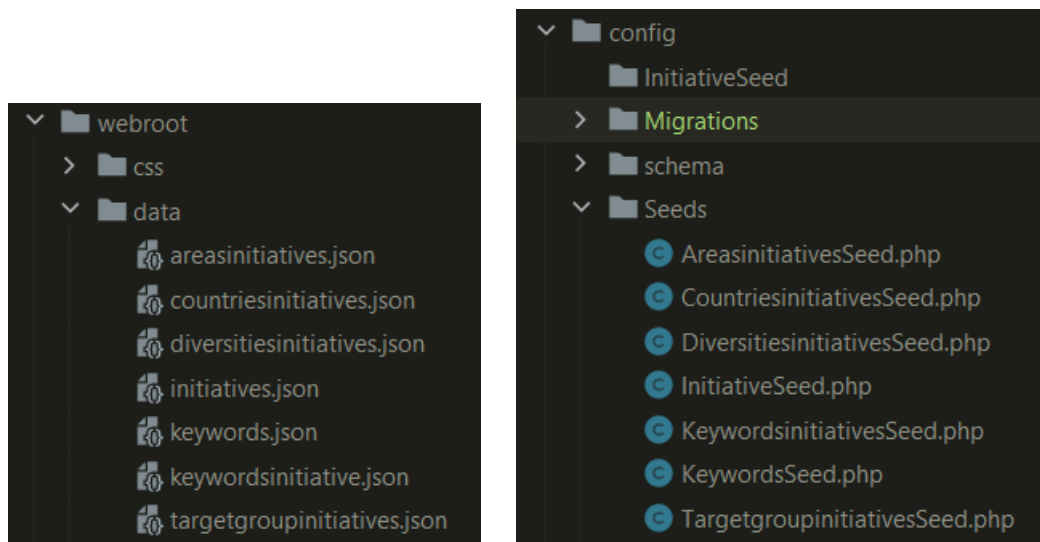 webroot
css
data
areasinitiatives.json
countriesinitiatives.json
diversitiesinitiatives.json
initiatives.json
keywords.json
keywordsinitiative.json
targetgroupinitiatives.json
config
InitiativeSeed
Migrations
schema
Seeds
AreasinitiativesSeed.php
CountriesinitiativesSeed.php
DiversitiesinitiativesSeed.php
InitiativeSeed.php
KeywordsinitiativesSeed.php
KeywordsSeed.php
TargetgroupinitiativesSeed.php